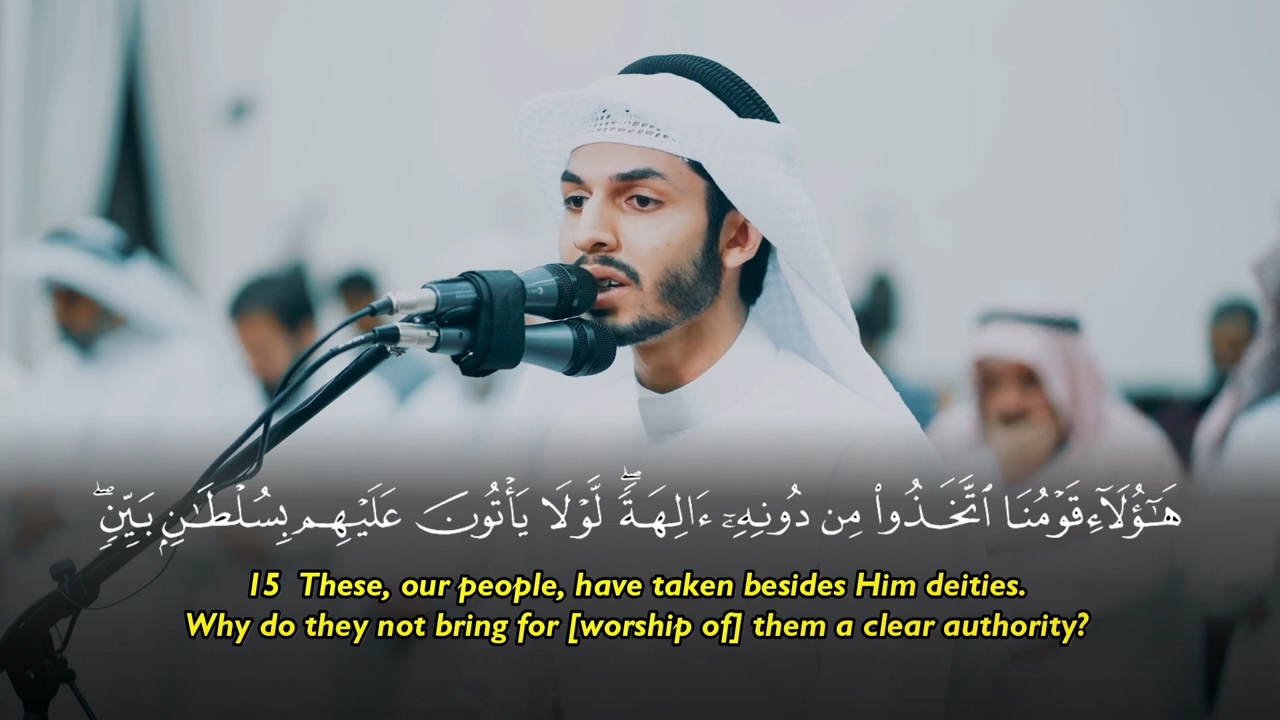 هَـٰٓؤُلَآءِ قَوْمُنَا ٱتَّخَذُوا۟ مِن دُونِهِۦٓ ءَالِهَةً ۖ لَّوْلَا يَأْتُونَ عَلَيْهِم بِسُلْطَـٰنٍۭ بَيِّنٍ ۖ
15 These, our people, have taken besides Him deities.
Why do they not bring for [worship of] them a clear authority?